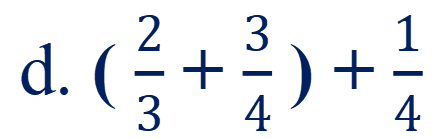 d. ( 2/3 + 3/4 ) + 1/4